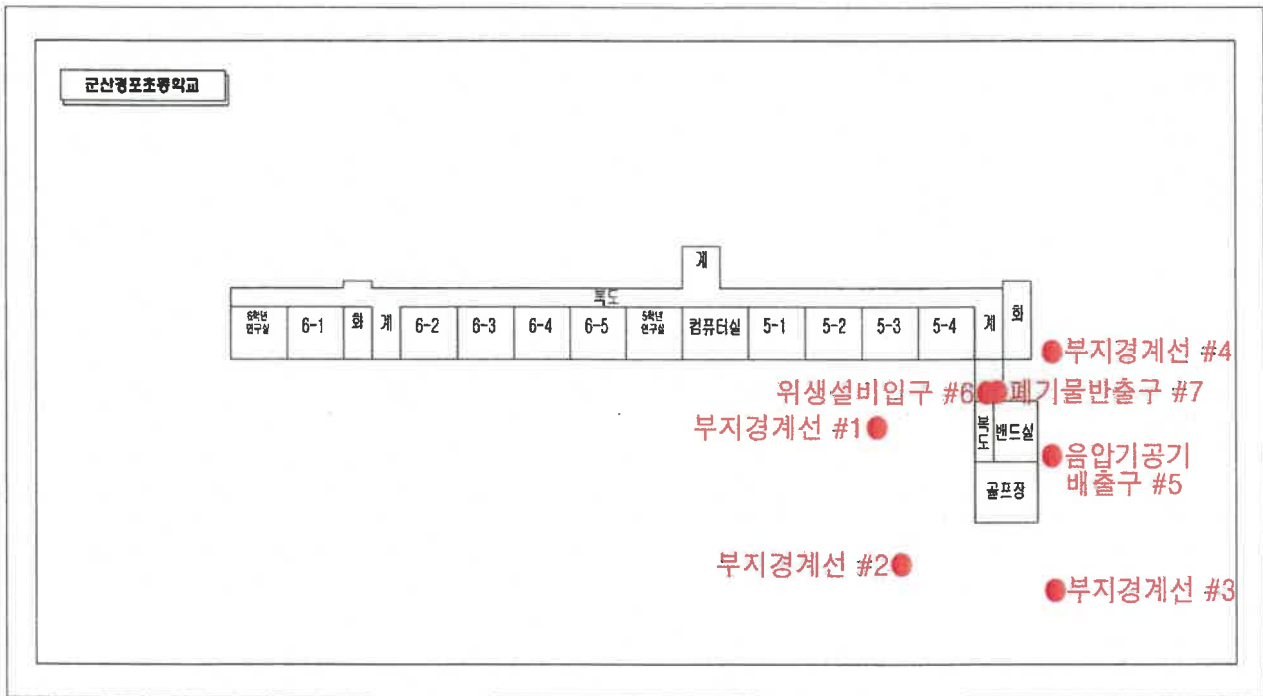 군산경포초등학교
계
복도
6학년
연구실
6-1
화
계
6-2
6-3
6-4
6-5
5학년
연구실
컴퓨터실
5-1
5-2
5-3
5-4
계
화
부지경계선 #4
위생설비입구 #6
폐기물반출구 #7
부지경계선 #1
복도
밴드실
음압기공기
배출구 #5
골프장
부지경계선 #2
부지경계선 #3